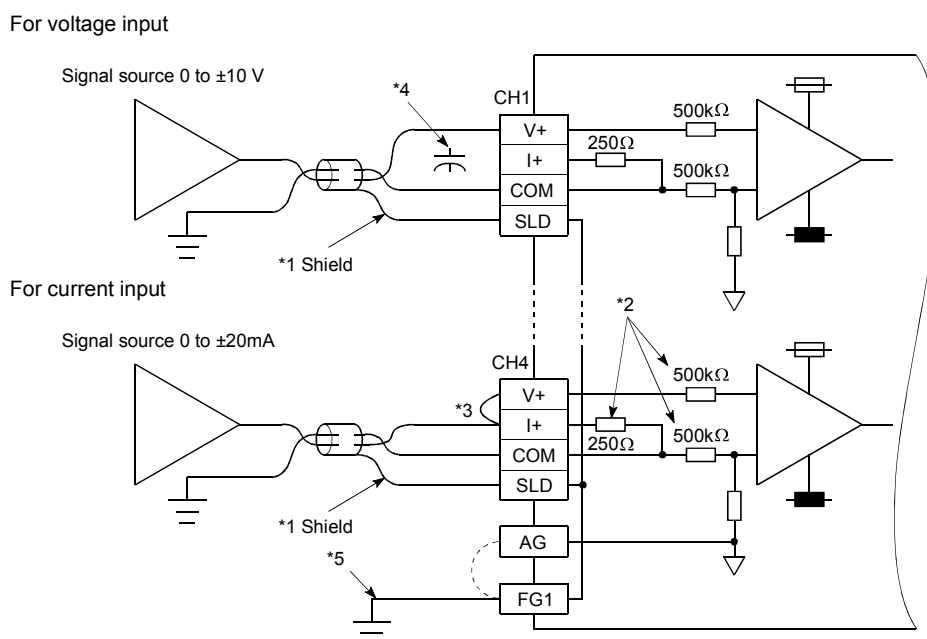 For voltage input
Signal source 0 to ±10 V
*4
CH1
V+
I+
COM
SLD
250Ω
500kΩ
500kΩ
*1 Shield
For current input
Signal source 0 to ±20mA
*2
CH4
*3
V+
I+
COM
SLD
250Ω
500kΩ
500kΩ
*1 Shield
AG
*5
FG1